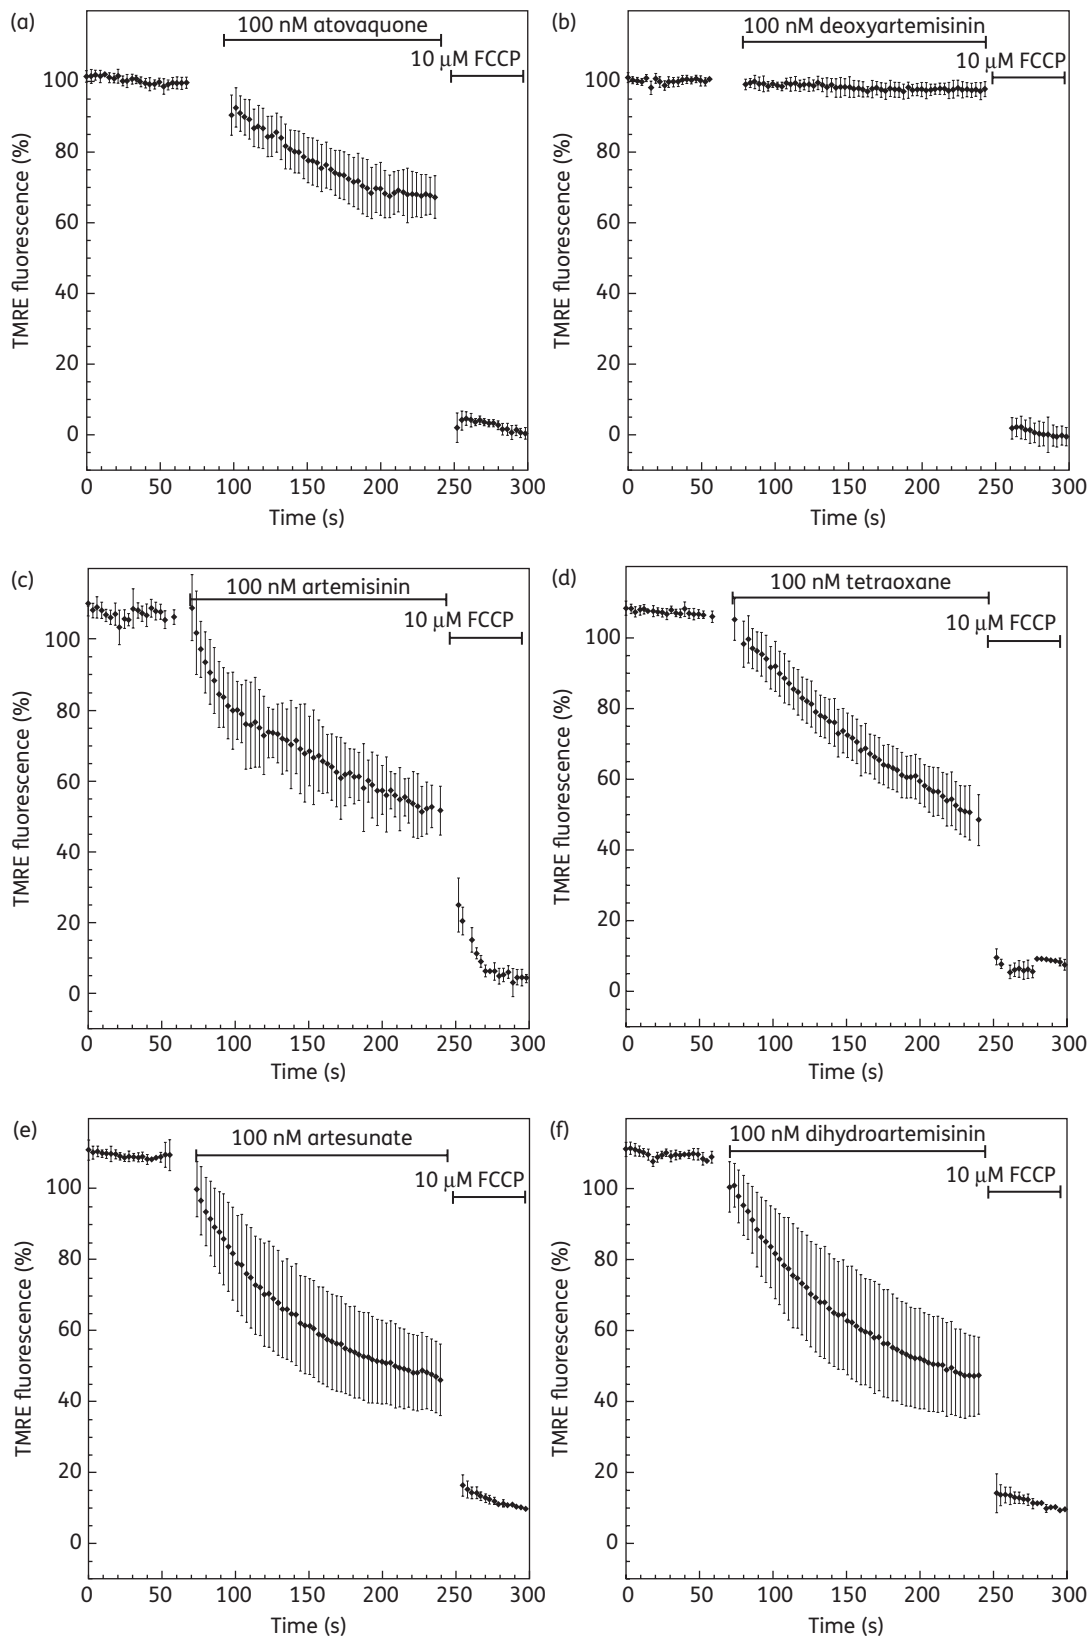 (a)
100 nM atovaquone
10 µM FCCP
100
80
60
40
20
0
TMRE fluorescence (%)
0 50 100 150 200 250 300
Time (s)
(b)
100 nM deoxyartemisinin
10 µM FCCP
100
80
60
40
20
0
TMRE fluorescence (%)
0 50 100 150 200 250 300
Time (s)
(c)
100 nM artemisinin
10 µM FCCP
100
80
60
40
20
0
TMRE fluorescence (%)
0 50 100 150 200 250 300
Time (s)
(d)
100 nM tetraoxane
10 µM FCCP
100
80
60
40
20
0
TMRE fluorescence (%)
0 50 100 150 200 250 300
Time (s)
(e)
100 nM artesunate
10 µM FCCP
100
80
60
40
20
0
TMRE fluorescence (%)
0 50 100 150 200 250 300
Time (s)
(f)
100 nM dihydroartemisinin
10 µM FCCP
100
80
60
40
20
0
TMRE fluorescence (%)
0 50 100 150 200 250 300
Time (s)